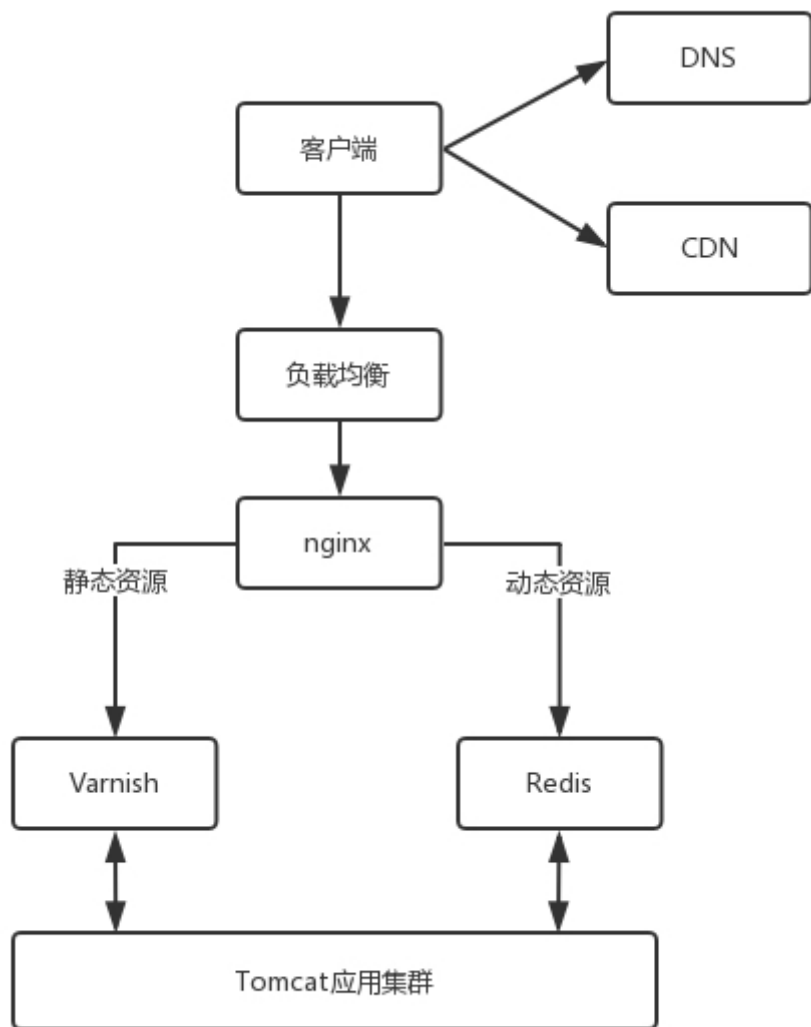 DNS
客户端
CDN
负载均衡
nginx
静态资源
动态资源
Varnish
Redis
Tomcat应用集群